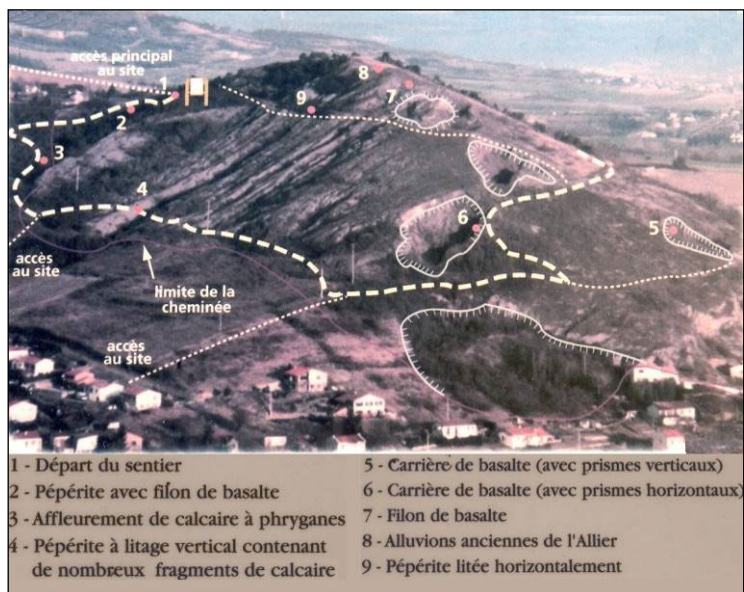 accès principal
au site
1
2
3
4
5
6
7
8
9
accès
au site
limite de la
cheminée
accès
au site
1 - Départ du sentier
2 - Pépérite avec filon de basalte
3 - Affleurement de calcaire à phryganes
4 - Pépérite à litage vertical contenant
de nombreux fragments de calcaire
5 - Carrière de basalte (avec prismes verticaux)
6 - Carrière de basalte (avec prismes horizontaux)
7 - Filon de basalte
8 - Alluvions anciennes de l'Allier
9 - Pépérite litée horizontalement